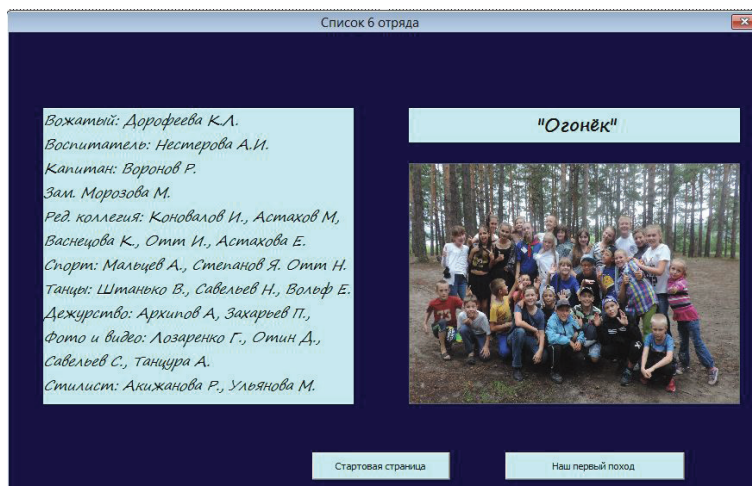 Список 6 отряда
Вожатый: Дорофеева К.Л.
Воспитатель: Нестерова А.И.
Капитан: Воронов Р.
Зам. Морозова М.
Ред. коллегия: Коновалов И., Астахов М,
Васнецова К., Отт И., Астахова Е.
Спорт: Мальцев А., Степанов Я. Отт Н.
Танцы: Штанько В., Савельев Н., Вольф Е.
Дежурство: Архипов А, Захарьев П.,
Фото и видео: Лозаренко Г., Отин Д.,
Савельев С., Танцура А.
Стилист: Акижанова Р., Ульянова М.
"Огонёк"
Стартовая страница
Наш первый поход